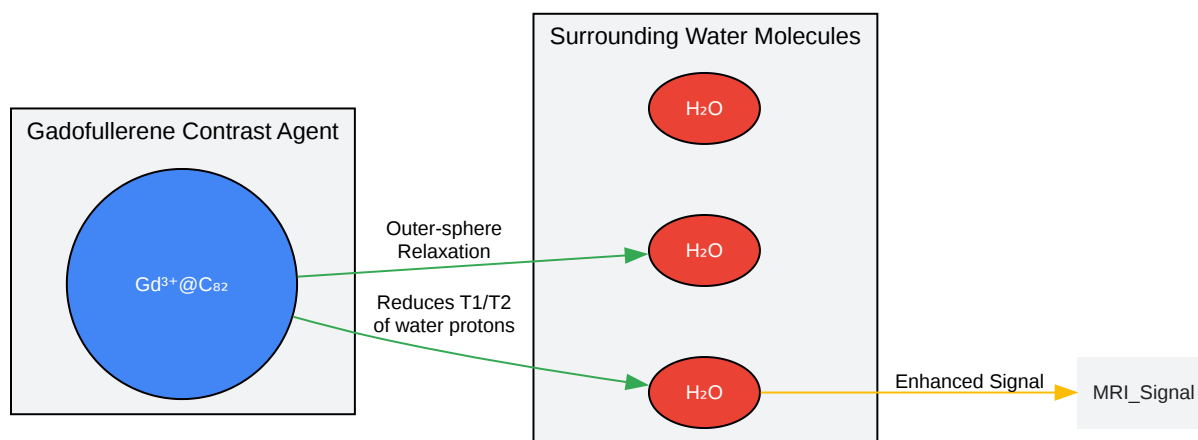 Surrounding Water Molecules
H₂O
Gadofullerene Contrast Agent
Outer-sphere
Relaxation
H₂O
Gd³⁺@C₈₂
Reduces T1/T2
of water protons
Enhanced Signal
H₂O
MRI_Signal